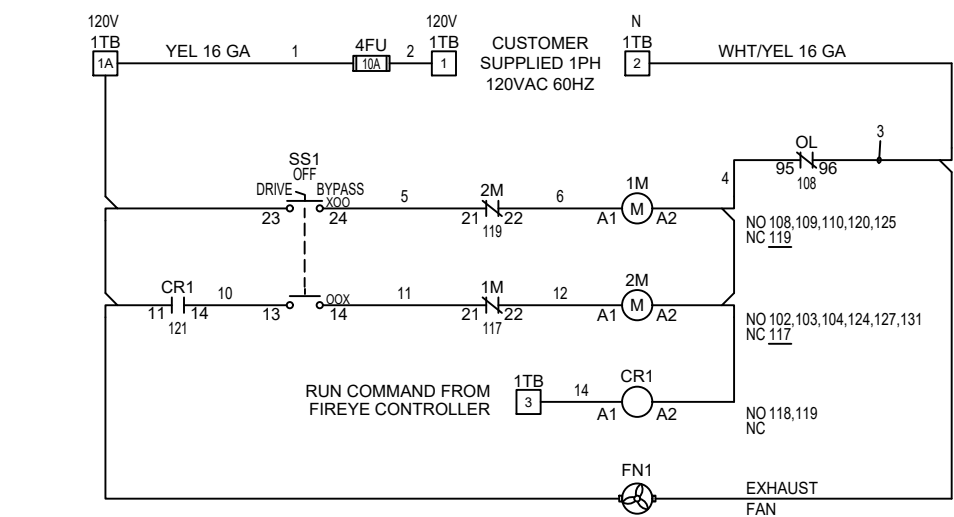 120V 120V N
1TB YEL 16 GA 1 4FU 2 1TB CUSTOMER 1TB WHT/YEL 16 GA
1A 10A 1 SUPPLIED 1PH 2
120VAC 60HZ
3
OL
95 96
108
SS1
OFF
DRIVE BYPASS
XOO
23 24 5 2M 6 1M 4
21 22 A1 M A2
119
NO 108,109,110,120,125
NC 119
CR1 10 OOX 11 1M 12 2M
11 14 13 14 21 22 A1 M A2
121 117
NO 102,103,104,124,127,131
NC 117
RUN COMMAND FROM 1TB 14 CR1
FIREYE CONTROLLER 3 A1 A2
NO 118,119
NC
FN1
EXHAUST
FAN